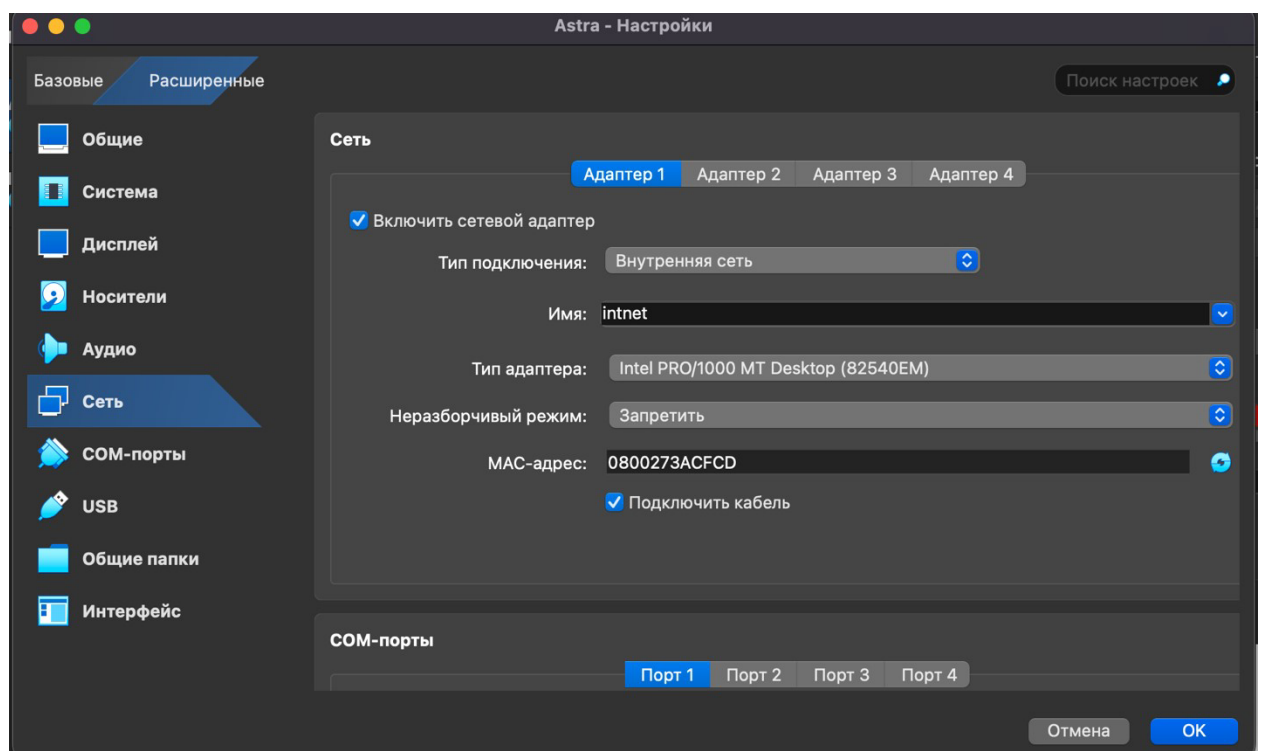 Astra - Настройки
Базовые Расширенные
Поиск настроек
Общие
Система
Дисплей
Носители
Аудио
Сеть
COM-порты
USB
Общие папки
Интерфейс
Сеть
Адаптер 1 Адаптер 2 Адаптер 3 Адаптер 4
Включить сетевой адаптер
Тип подключения: Внутренняя сеть
Имя: intnet
Тип адаптера: Intel PRO/1000 MT Desktop (82540EM)
Неразборчивый режим: Запретить
MAC-адрес: 0800273ACFCD
Подключить кабель
COM-порты
Порт 1 Порт 2 Порт 3 Порт 4
Отмена OK